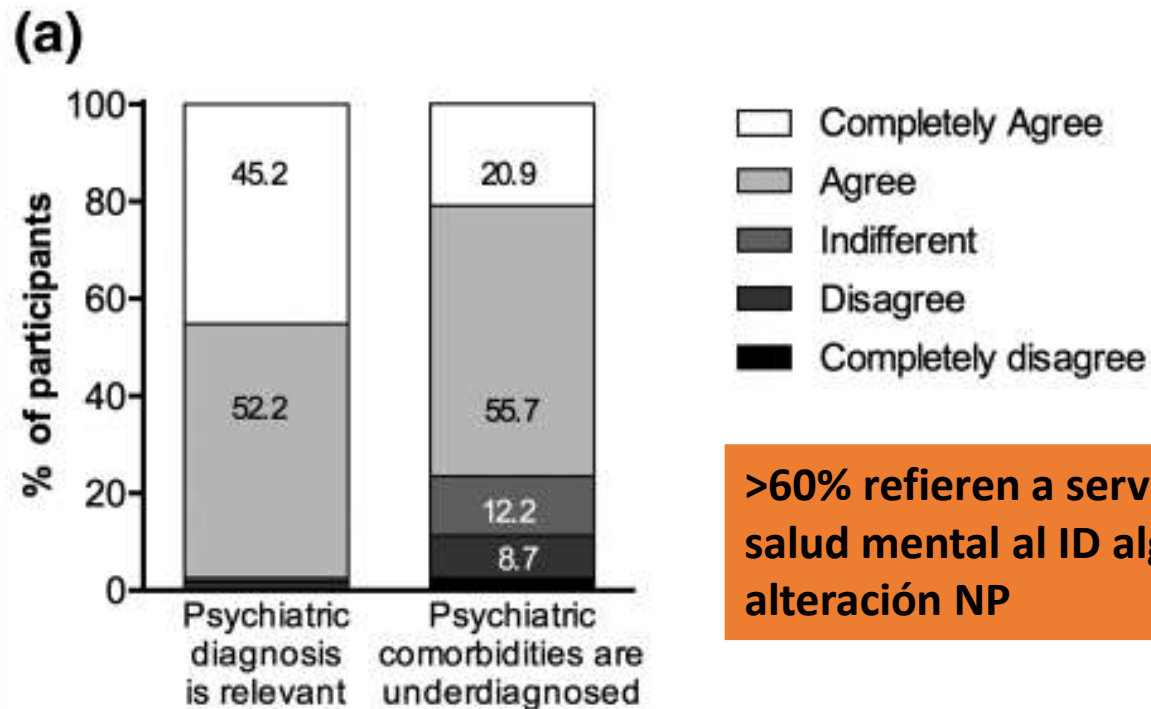 (a)
% of participants
100
80
60
40
20
0
45.2
52.2
20.9
55.7
12.2
8.7
Psychiatric
diagnosis
is relevant
Psychiatric
comorbidities are
underdiagnosed
Completely Agree
Agree
Indifferent
Disagree
Completely disagree
>60% refieren a
salud mental al ID
alteración NP